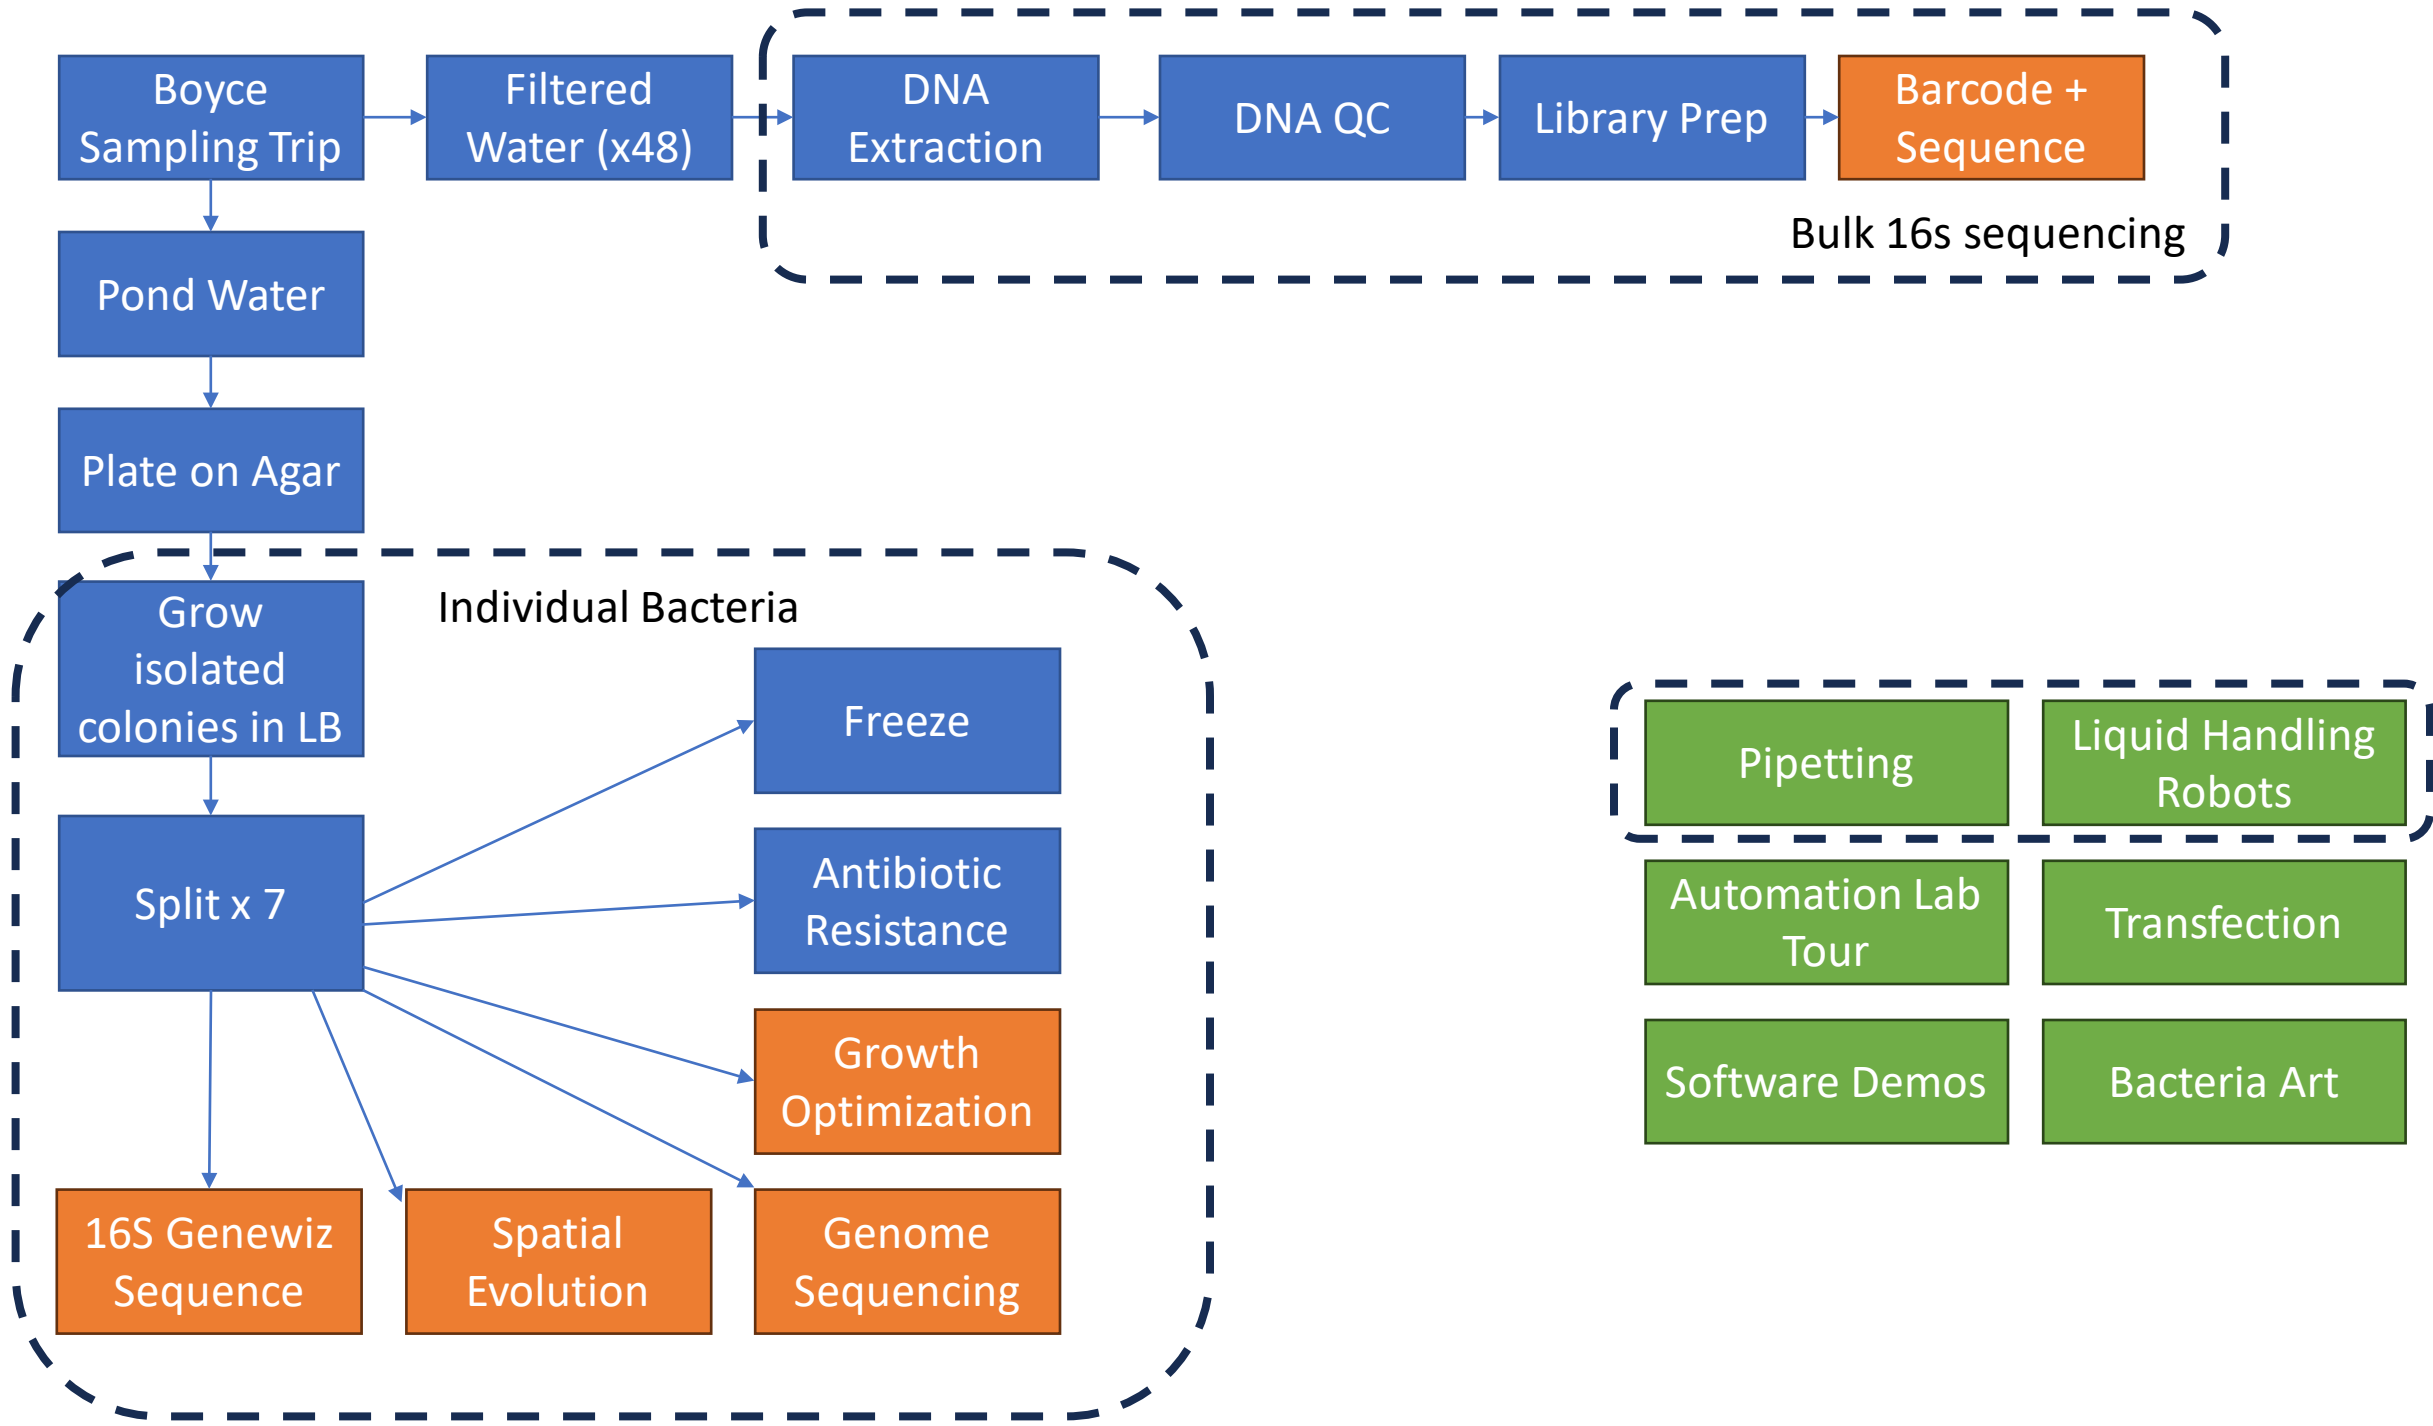 Boyce
Sampling Trip
Filtered
Water (x48)
DNA
Extraction
DNA QC
Library Prep
Barcode +
Sequence
Bulk 16s sequencing
Pond Water
Plate on Agar
Individual Bacteria
Grow
isolated
colonies in LB
Split x 7
Freeze
Antibiotic
Resistance
Growth
Optimization
16S Genewiz
Sequence
Spatial
Evolution
Genome
Sequencing
Pipetting
Liquid Handling
Robots
Automation Lab
Tour
Transfection
Software Demos
Bacteria Art